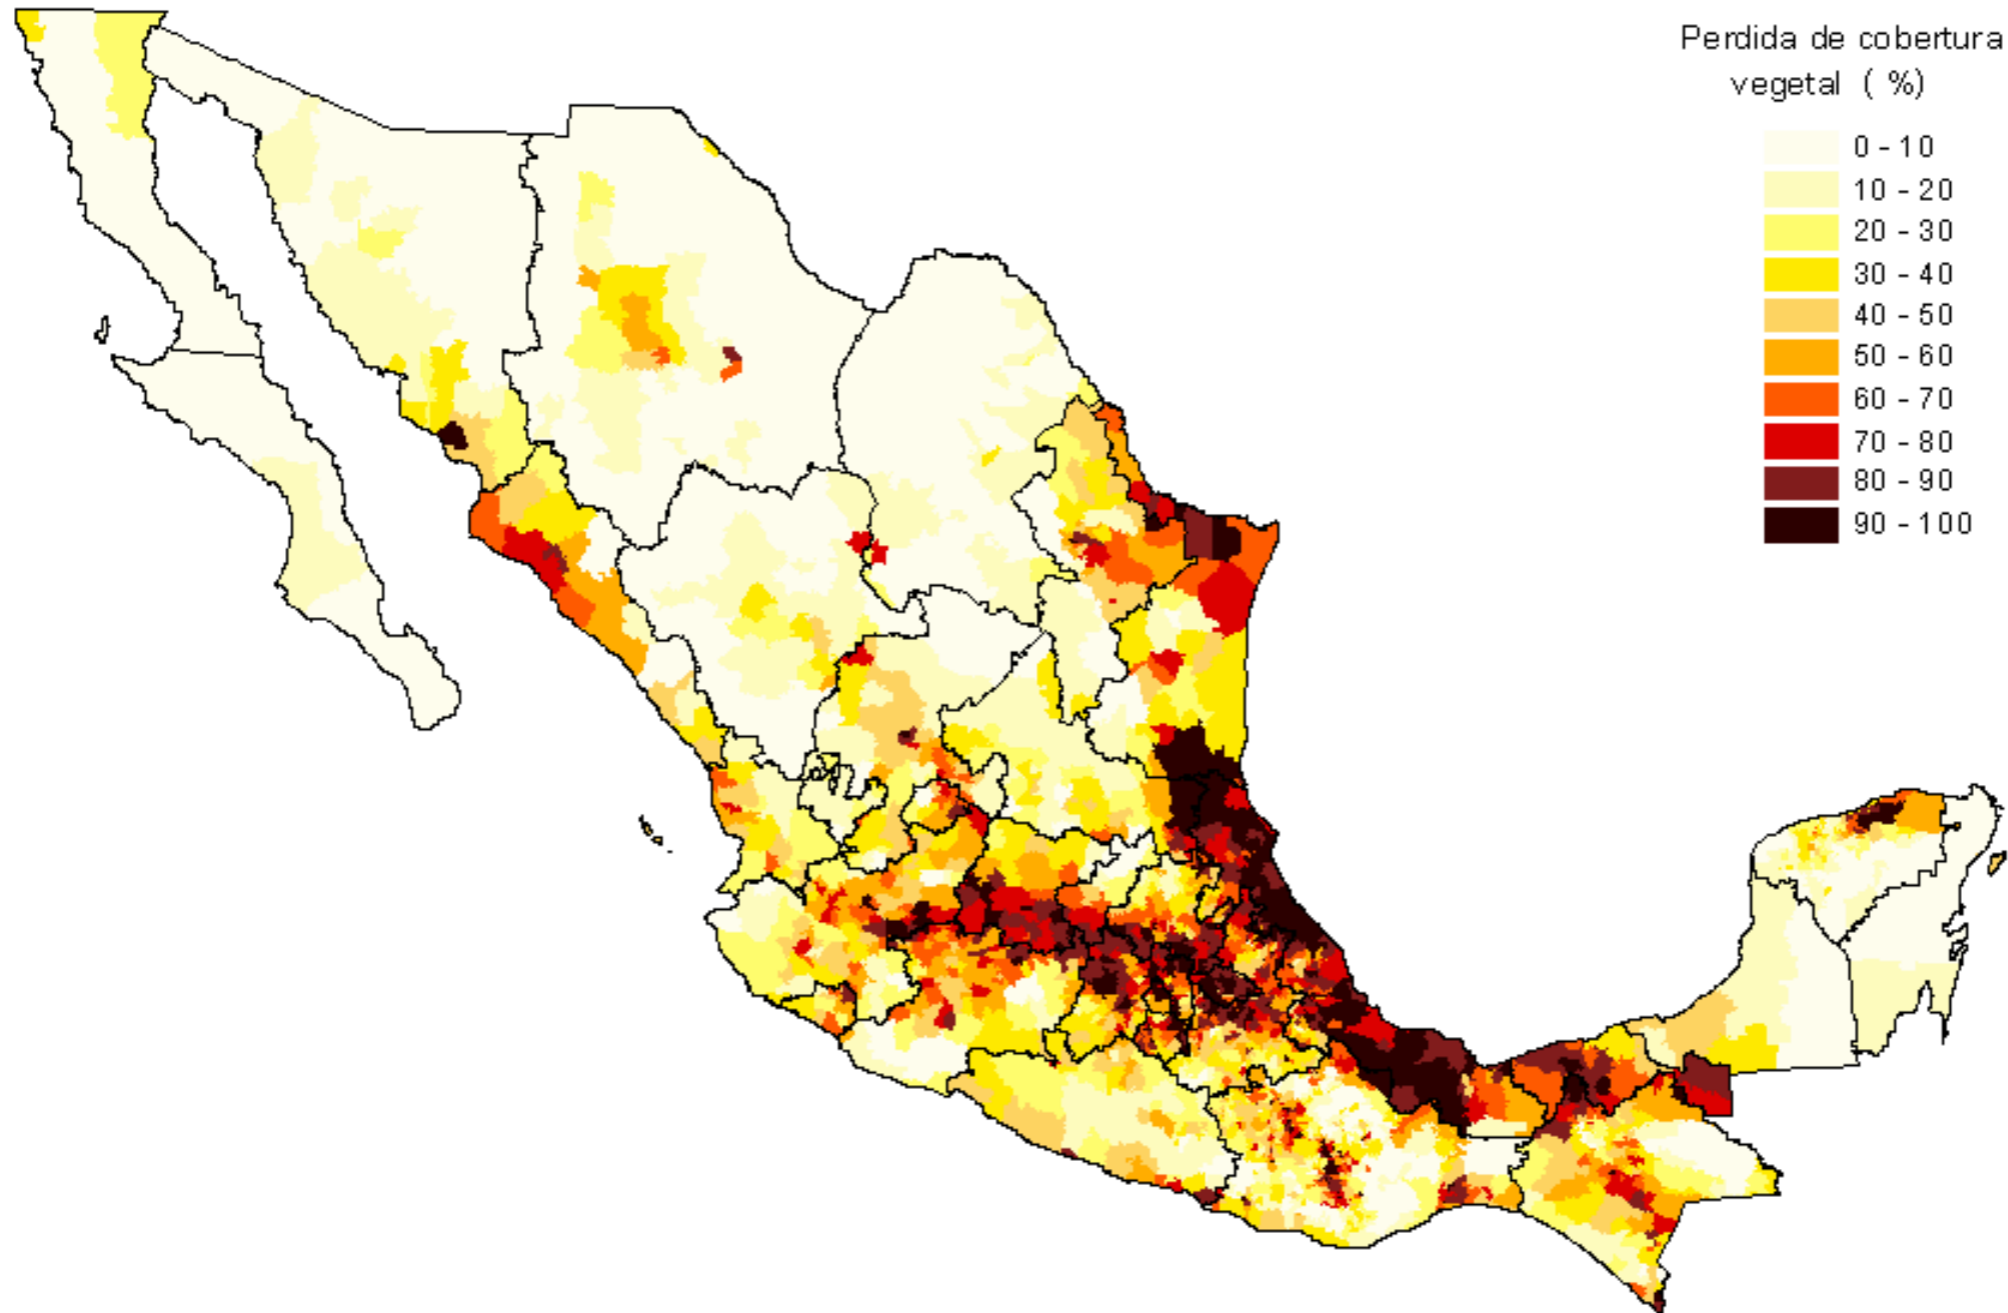 Perdida de cobertura
vegetal ( %)
0 - 10
10 - 20
20 - 30
30 - 40
40 - 50
50 - 60
60 - 70
70 - 80
80 - 90
90 - 100